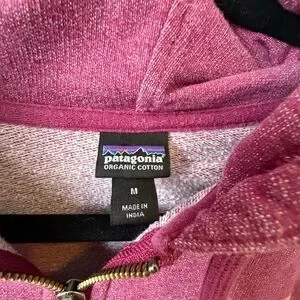 patagonia
ORGANIC COTTON
M
MADE IN
INDIA